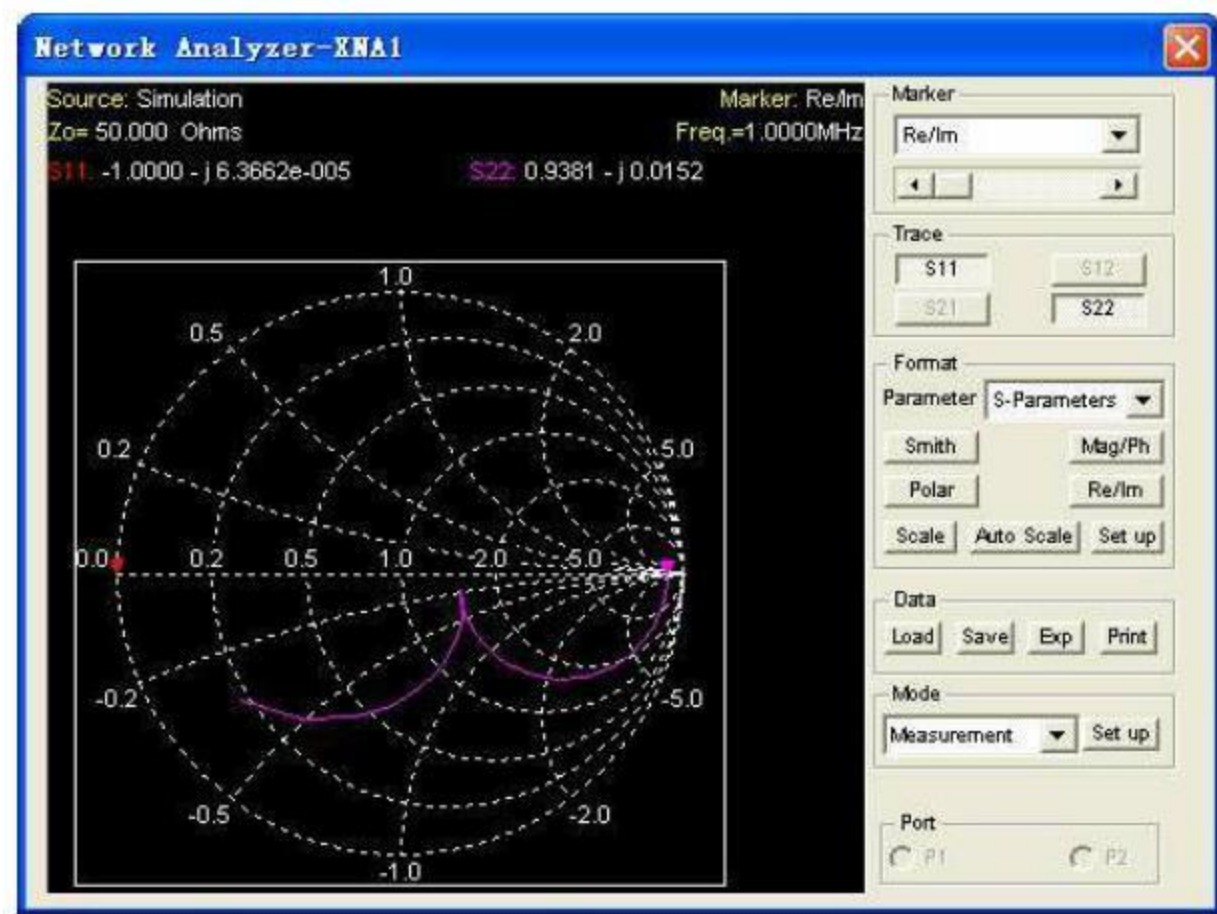 Network Analyzer-XNA1
Source: Simulation
Marker: Re/Im
Zo= 50.000 Ohms
Freq.=1.0000MHz
S11: -1.0000 - j 6.3662e-005
S22: 0.9381 - j 0.0152
1.0
0.5
2.0
0.2
5.0
0.0
0.2
0.5
1.0
2.0
5.0
-0.2
-5.0
-0.5
-2.0
-1.0
Marker
Re/Im
Trace
S11
S12
S21
S22
Format
Parameter
S-Parameters
Smith
Mag/Ph
Polar
Re/Im
Scale
Auto Scale
Set up
Data
Load
Save
Exp
Print
Mode
Measurement
Set up
Port
P1
P2